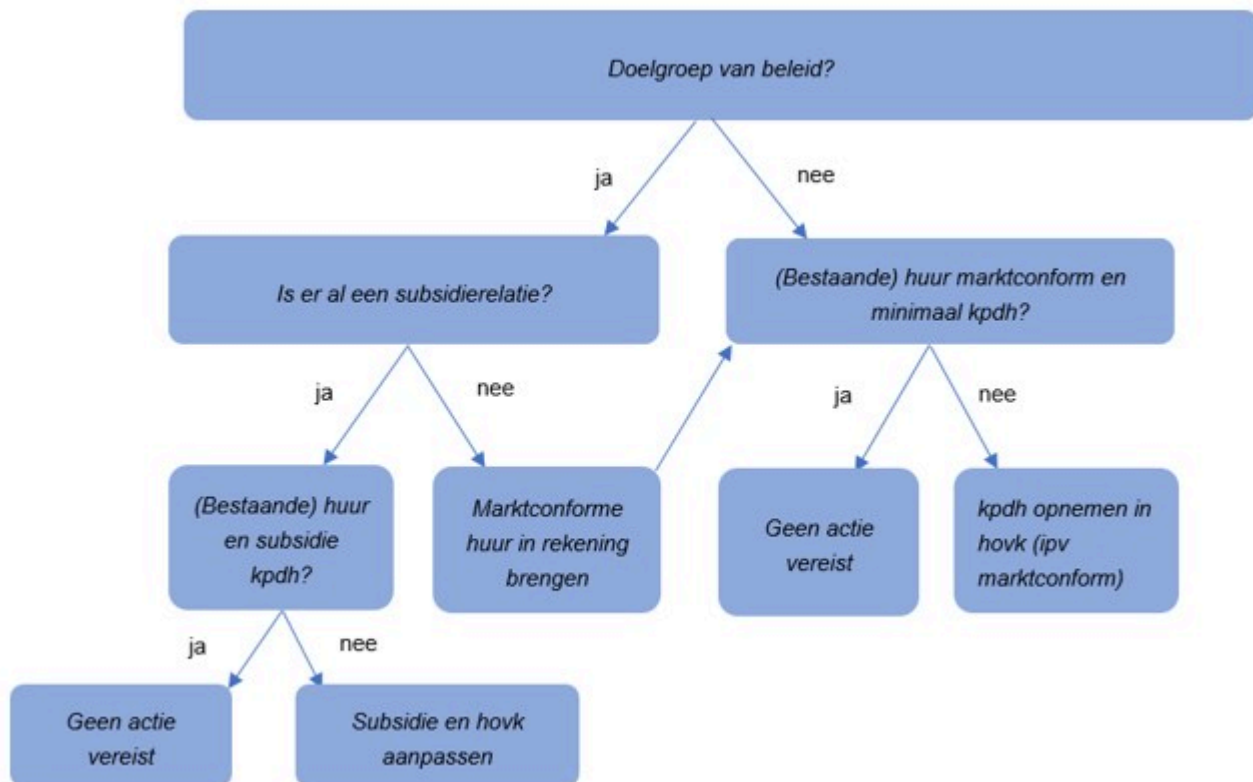 Doelgroep van beleid?
ja
nee
Is er al een subsidierelatie?
(Bestaande) huur marktconform en
minimaal kpdh?
ja
nee
ja
nee
(Bestaande) huur
en subsidie
kpdh?
Marktconforme
huur in rekening
brengen
Geen actie
vereist
kpdh opnemen in
hovk (ipv
marktconform)
ja
nee
Geen actie
vereist
Subsidie en hovk
aanpassen